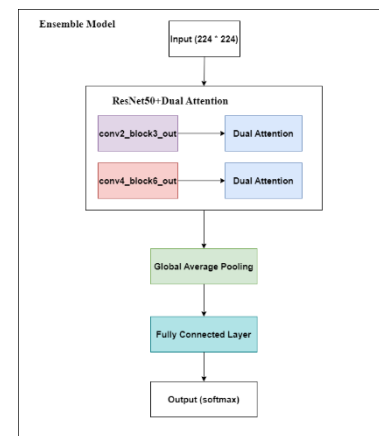 Ensemble Model
Input (224 * 224)
ResNet50+Dual Attention
conv2_block3_out
Dual Attention
conv4_block6_out
Dual Attention
Global Average Pooling
Fully Connected Layer
Output (softmax)